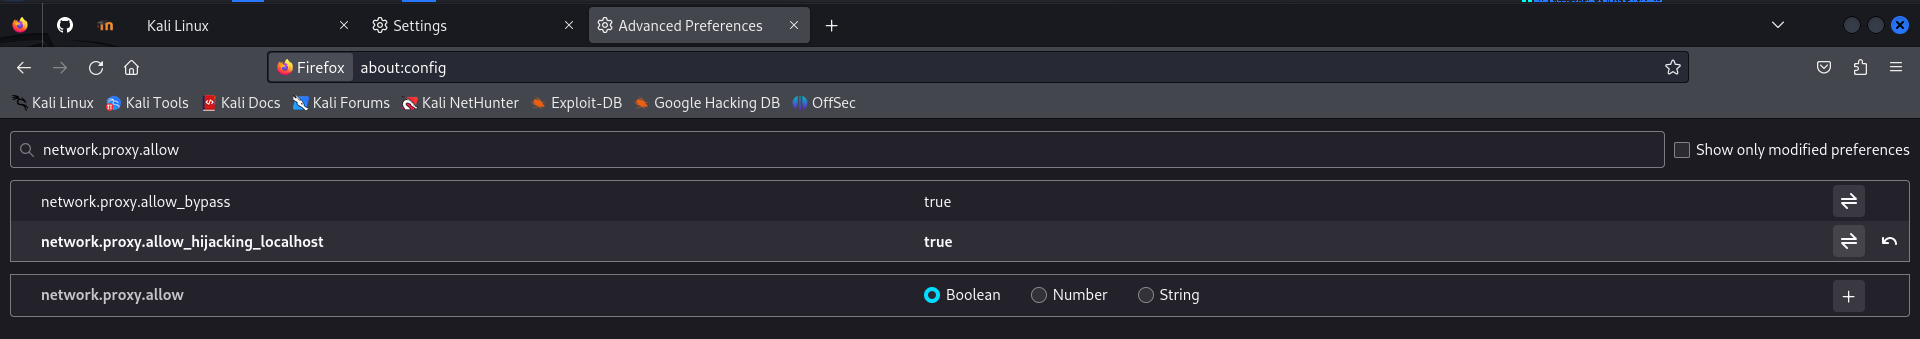 Kali Linux Settings Advanced Preferences
Firefox about:config
Kali Linux Kali Tools Kali Docs Kali Forums Kali NetHunter Exploit-DB Google Hacking DB OffSec
network.proxy.allow Show only modified preferences
network.proxy.allow_bypass true
network.proxy.allow_hijacking_localhost true
network.proxy.allow Boolean Number String